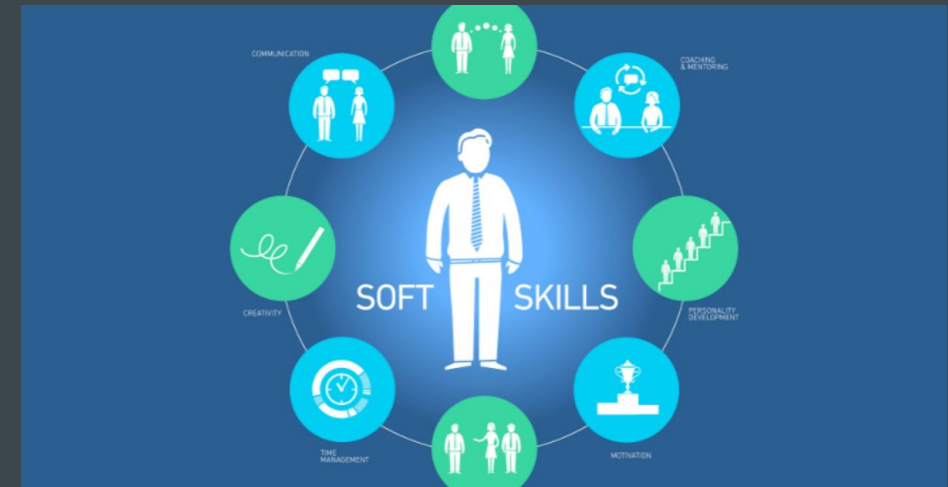 COMMUNICATION
COACHING
& MENTORING
SOFT SKILLS
CREATIVITY
PERSONALITY
DEVELOPMENT
TIME
MANAGEMENT
MOTIVATION